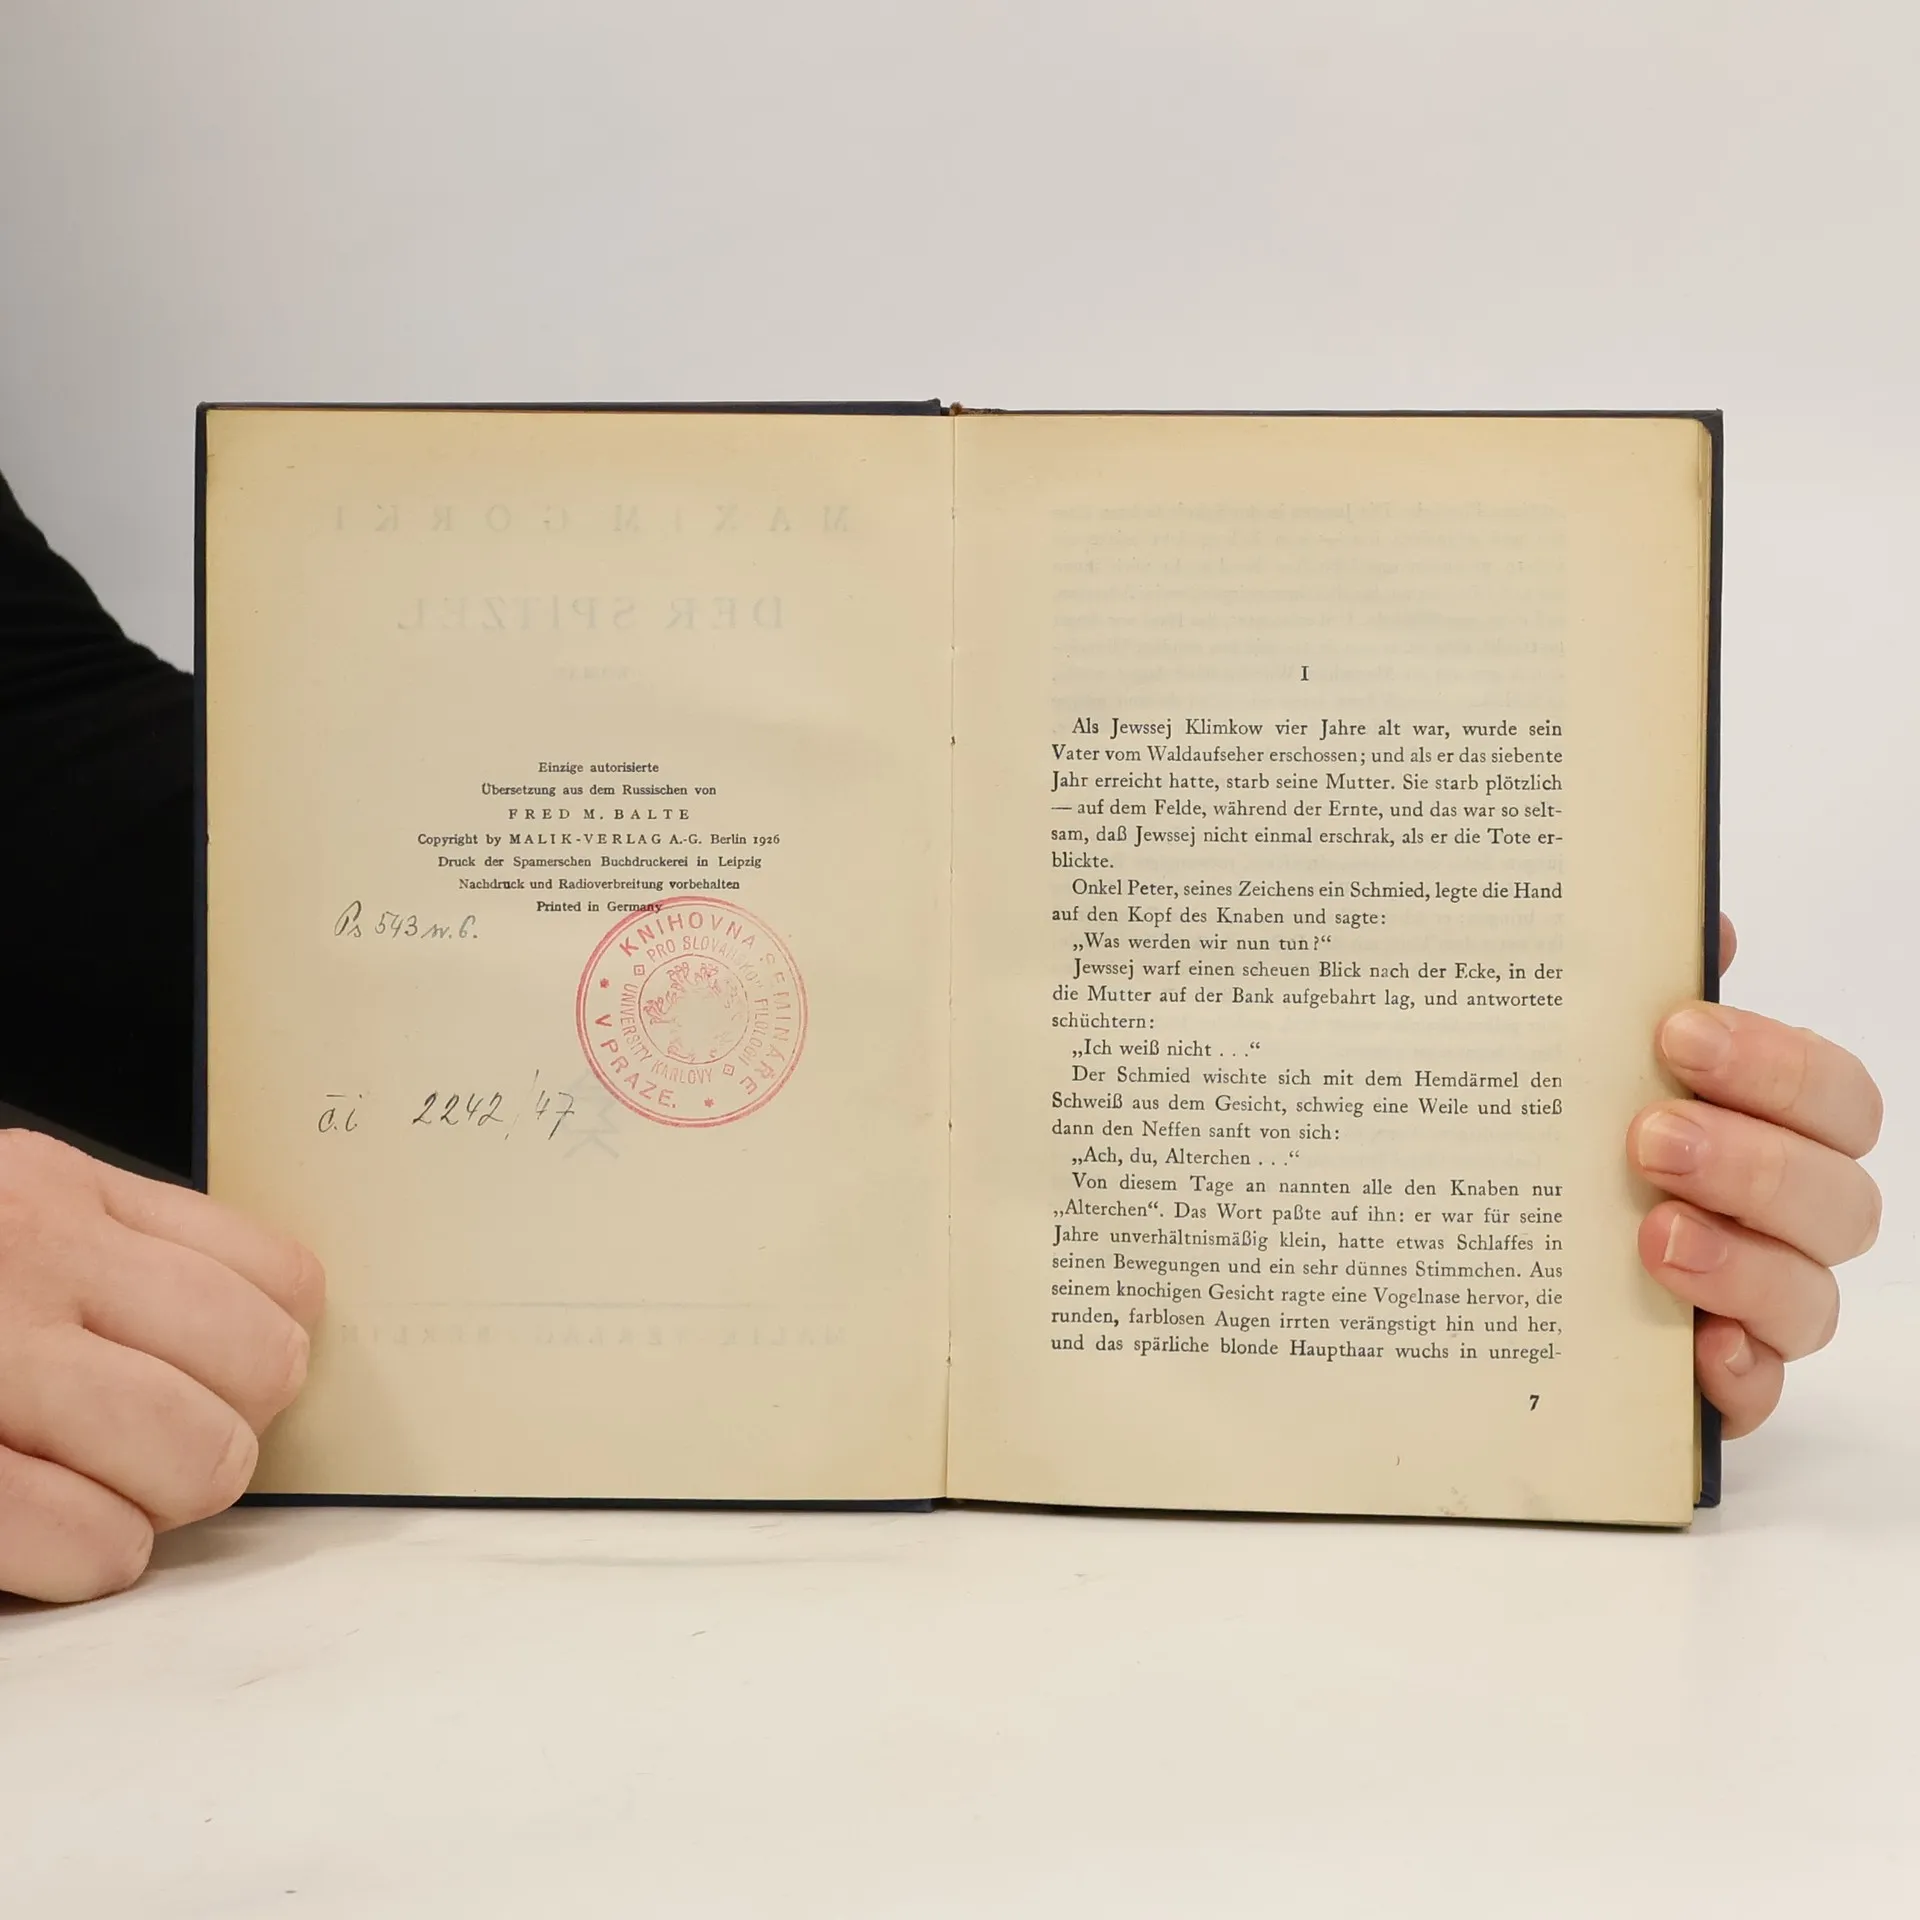 Einzige autorisierte
Übersetzung aus dem Russischen von
FRED M. BALTE
Copyright by MALIK-VERLAG A.-G. Berlin 1926
Druck der Spamerschen Buchdruckerei in Leipzig
Nachdruck und Radioverbreitung vorbehalten
Printed in Germany
Ps 543 n. 6.
KNIHOVNA SEMINÁŘE
PRO SLOVANSKOU FILOLOGII
UNIVERSITY KARLOVY
V PRAZE.
č.i 2242/47
I
Als Jewssej Klimkow vier Jahre alt war, wurde sein
Vater vom Waldaufseher erschossen; und als er das siebente
Jahr erreicht hatte, starb seine Mutter. Sie starb plötzlich
— auf dem Felde, während der Ernte, und das war so selt-
sam, daß Jewssej nicht einmal erschrak, als er die Tote er-
blickte.
Onkel Peter, seines Zeichens ein Schmied, legte die Hand
auf den Kopf des Knaben und sagte:
„Was werden wir nun tun?“
Jewssej warf einen scheuen Blick nach der Ecke, in der
die Mutter auf der Bank aufgebahrt lag, und antwortete
schüchtern:
„Ich weiß nicht . . .“
Der Schmied wischte sich mit dem Hemdärmel den
Schweiß aus dem Gesicht, schwieg eine Weile und stieß
dann den Neffen sanft von sich:
„Ach, du, Alterchen . . .“
Von diesem Tage an nannten alle den Knaben nur
„Alterchen“. Das Wort paßte auf ihn: er war für seine
Jahre unverhältnismäßig klein, hatte etwas Schlaffes in
seinen Bewegungen und ein sehr dünnes Stimmchen. Aus
seinem knochigen Gesicht ragte eine Vogelnase hervor, die
runden, farblosen Augen irrten verängstigt hin und her,
und das spärliche blonde Haupthaar wuchs in unregel-
7